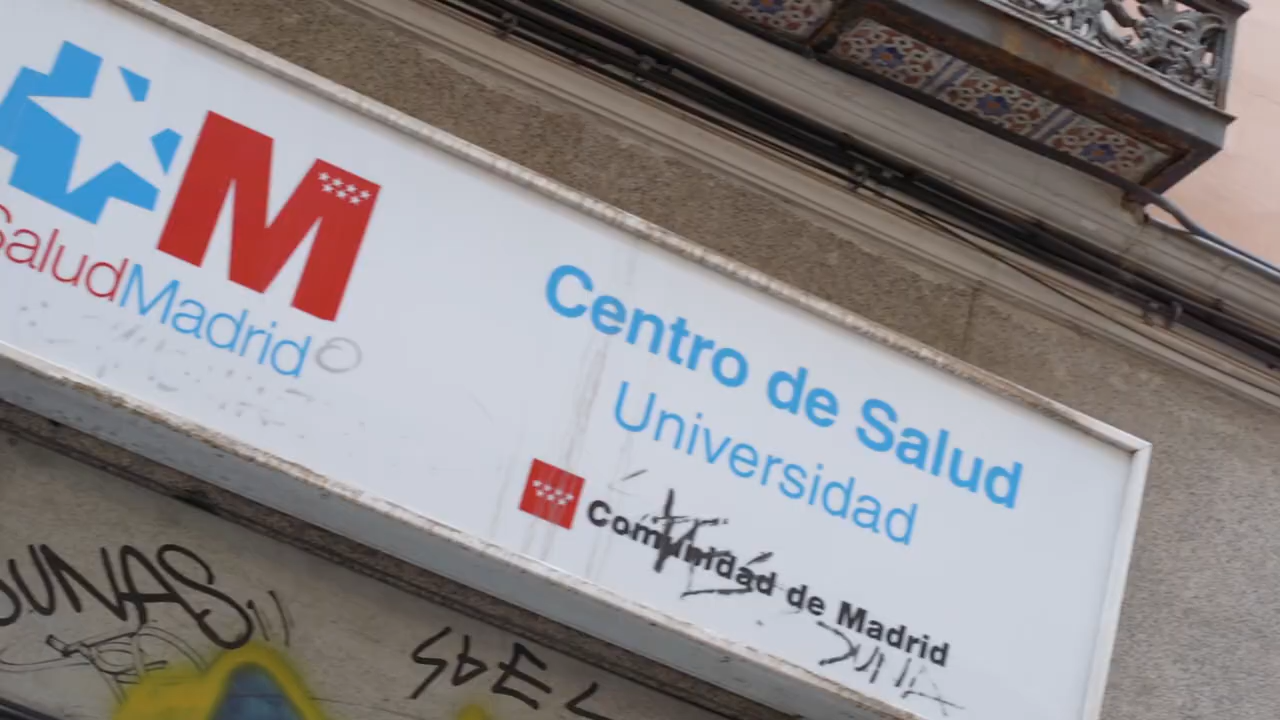 M
SaludMadrid
Centro de Salud
Universidad
Comunidad de Madrid